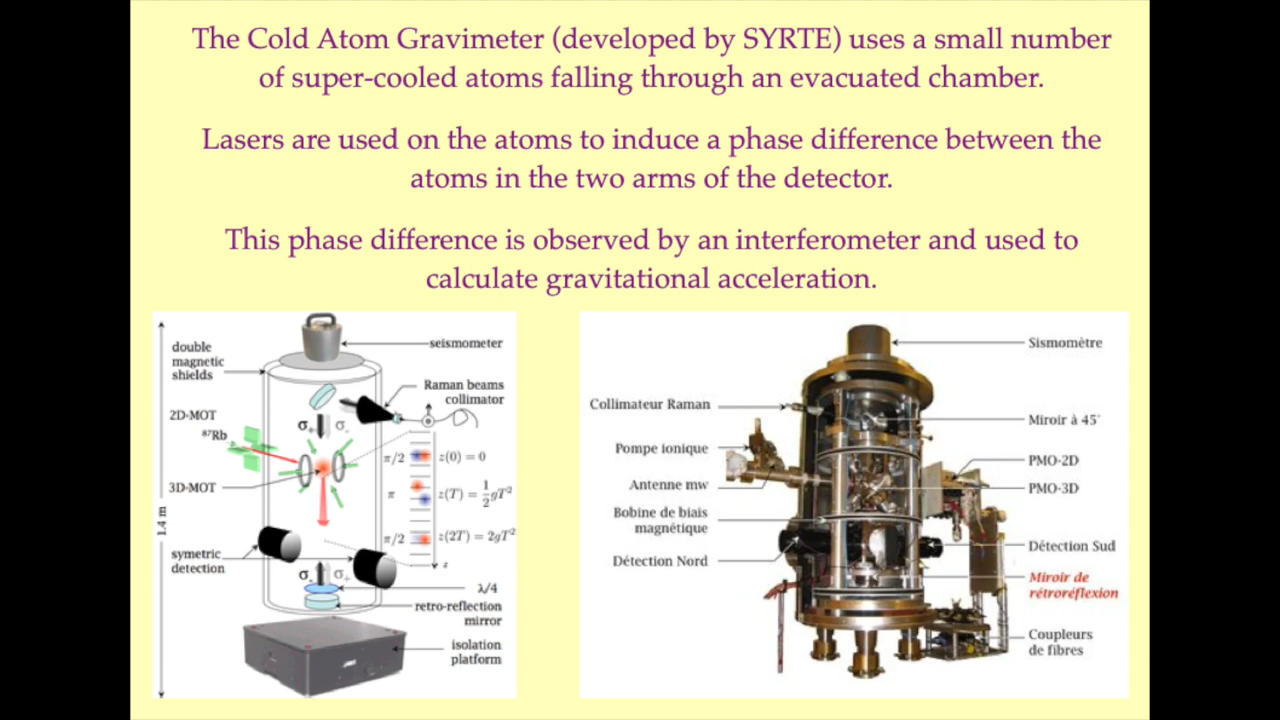 The Cold Atom Gravimeter (developed by SYRTE) uses a small number
of super-cooled atoms falling through an evacuated chamber.
Lasers are used on the atoms to induce a phase difference between the
atoms in the two arms of the detector.
This phase difference is observed by an interferometer and used to
calculate gravitational acceleration.
double
magnetic
shields
seismometer
Raman beams
collimator
2D-MOT
⁸⁷Rb
σ₊ σ₋
π/2 z(0) = 0
3D-MOT
π z(T) = 1/2 gT²
π/2 z(2T) = 2gT²
z
1.4 m
symetric
detection
σ₋ σ₊
λ/4
retro-reflection
mirror
isolation
platform
Sismomètre
Collimateur Raman
Miroir à 45°
Pompe ionique
PMO-2D
Antenne mw
PMO-3D
Bobine de biais
magnétique
Détection Nord
Détection Sud
Miroir de
rétroréflexion
Coupleurs
de fibres